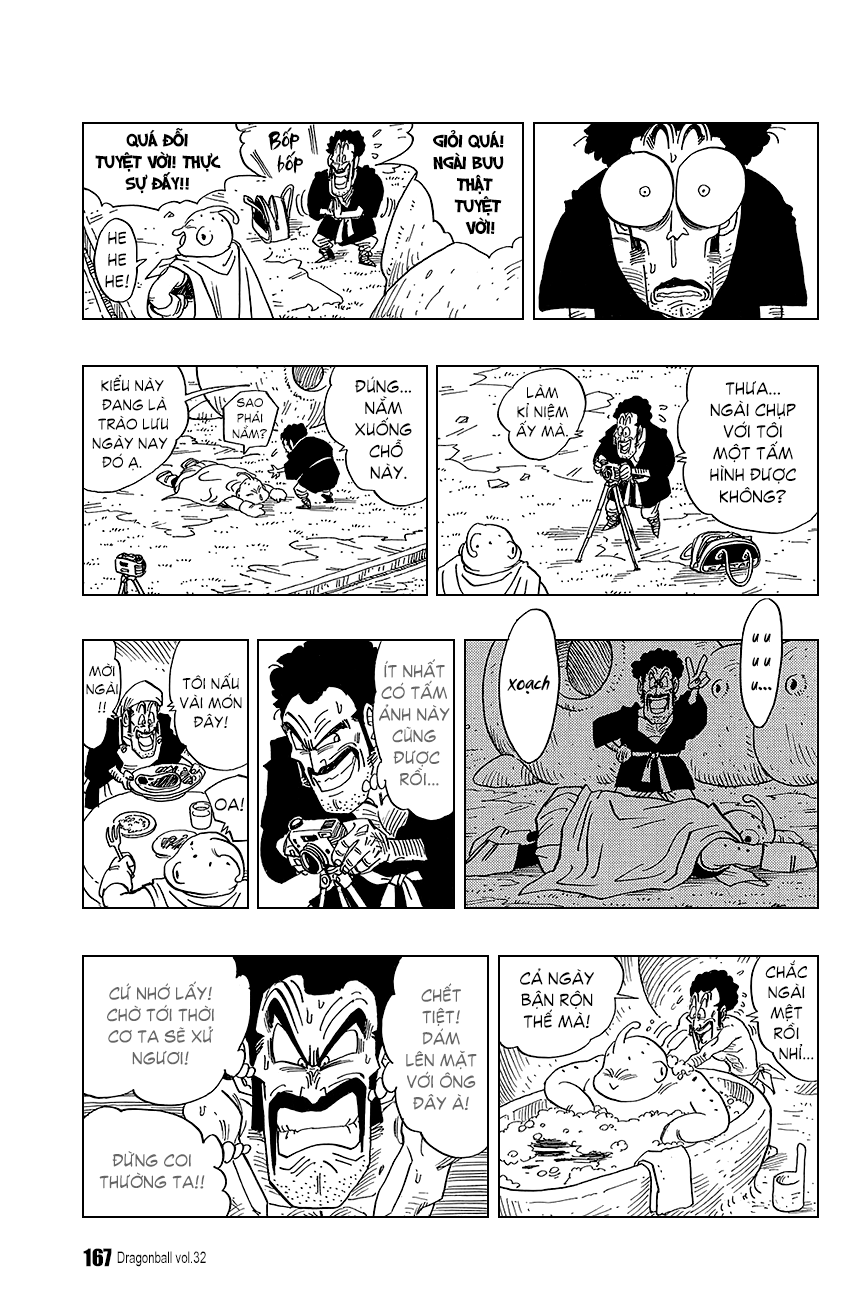 GIỎI QUÁ!
NGÀI BUU
THẬT
TUYỆT
VỜI!
Bốp
bốp
QUÁ ĐỖI
TUYỆT VỜI! THỰC
SỰ ĐẤY!!
HE
HE
HE!
THƯA...
NGÀI CHỤP
VỚI TÔI
MỘT TẤM
HÌNH ĐƯỢC
KHÔNG?
LÀM
KỈ NIỆM
ẤY MÀ.
ĐÚNG...
NẰM
XUỐNG
CHỖ
NÀY.
SAO
PHẢI
NẰM?
KIỂU NÀY
ĐANG LÀ
TRÀO LƯU
NGÀY NAY
ĐÓ Ạ.
u
u
u
u...
xoạch
ÍT NHẤT
CÓ TẤM
ẢNH NÀY
CŨNG
ĐƯỢC
RỒI...
TÔI NẤU
VÀI MÓN
ĐÂY!
MỜI
NGÀI
!!
OA!
CHẮC
NGÀI
MỆT
RỒI
NHỈ...
CẢ NGÀY
BẬN RỘN
THẾ MÀ!
CHẾT
TIỆT!
DÁM
LÊN MẶT
VỚI ÔNG
ĐÂY À!
CỨ NHỚ LẤY!
CHỜ TỚI THỜI
CƠ TA SẼ XỬ
NGƯƠI!
ĐỪNG COI
THƯỜNG TA!!
167 Dragonball vol.32